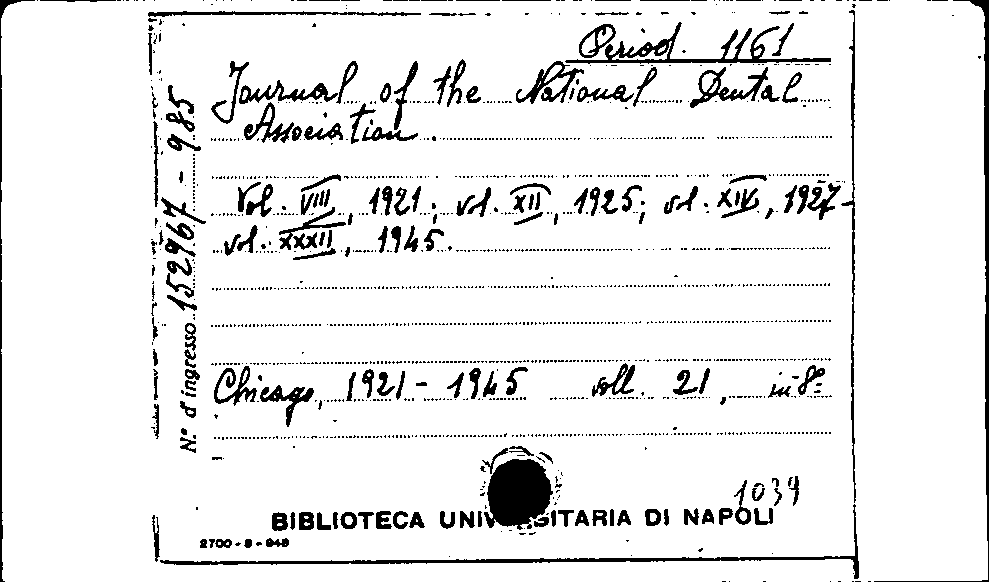 Period. 1161
Journal of the National Dental
Association.
Vol. VIII, 1921; vol. XII, 1925; vol. XIV, 1927-
vol. XXXII, 1945.
Chicago, 1921-1945 voll. 21, in-8°
N.° d'ingresso 152967-985
1039
BIBLIOTECA UNIV SITARIA DI NAPOLI
2700-9-948